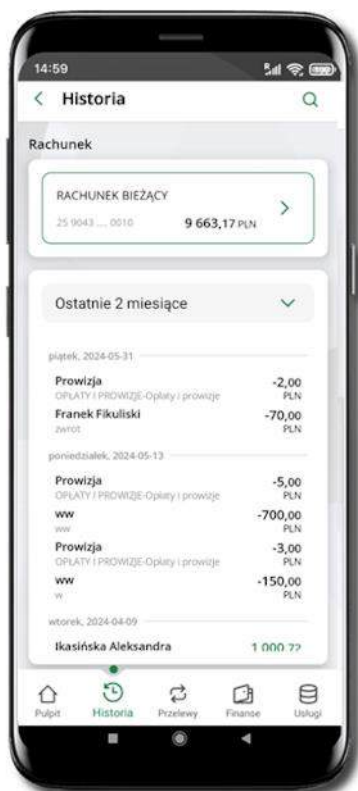 14:59
Historia
Rachunek
RACHUNEK BIEŻĄCY
25 9043 .... 0010 9 663,17 PLN
Ostatnie 2 miesiące
piątek, 2024-05-31
Prowizja -2,00
OPŁATY I PROWIZJE-Opłaty i prowizje PLN
Franek Fikuliski -70,00
zwrot PLN
poniedziałek, 2024-05-13
Prowizja -5,00
OPŁATY I PROWIZJE-Opłaty i prowizje PLN
ww -700,00
ww PLN
Prowizja -3,00
OPŁATY I PROWIZJE-Opłaty i prowizje PLN
ww -150,00
w PLN
wtorek, 2024-04-09
Ikasińska Aleksandra 1 000,72
Pulpit Historia Przelewy Finanse Usługi